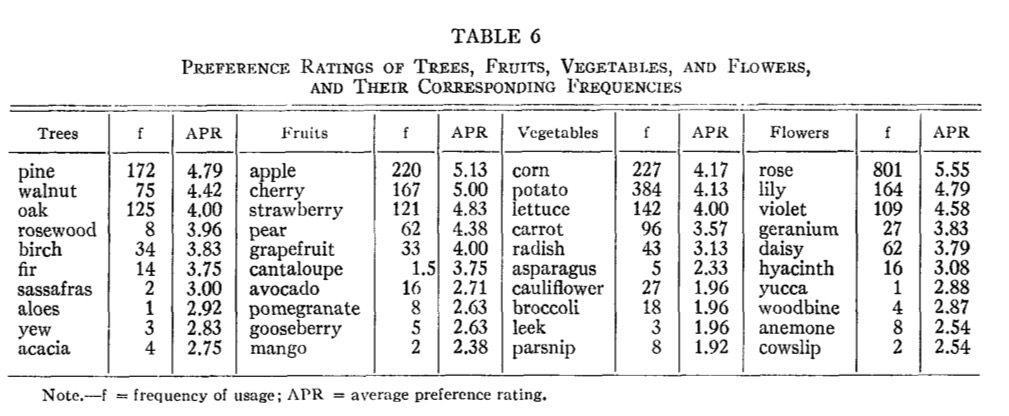 TABLE 6
PREFERENCE RATINGS OF TREES, FRUITS, VEGETABLES, AND FLOWERS,
AND THEIR CORRESPONDING FREQUENCIES
Trees f APR Fruits f APR Vegetables f APR Flowers f APR
pine 172 4.79 apple 220 5.13 corn 227 4.17 rose 801 5.55
walnut 75 4.42 cherry 167 5.00 potato 384 4.13 lily 164 4.79
oak 125 4.00 strawberry 121 4.83 lettuce 142 4.00 violet 109 4.58
rosewood 8 3.96 pear 62 4.38 carrot 96 3.57 geranium 27 3.83
birch 34 3.83 grapefruit 33 4.00 radish 43 3.13 daisy 62 3.79
fir 14 3.75 cantaloupe 1.5 3.75 asparagus 5 2.33 hyacinth 16 3.08
sassafras 2 3.00 avocado 16 2.71 cauliflower 27 1.96 yucca 1 2.88
aloes 1 2.92 pomegranate 8 2.63 broccoli 18 1.96 woodbine 4 2.87
yew 3 2.83 gooseberry 5 2.63 leek 3 1.96 anemone 8 2.54
acacia 4 2.75 mango 2 2.38 parsnip 8 1.92 cowslip 2 2.54
Note.—f = frequency of usage; APR = average preference rating.